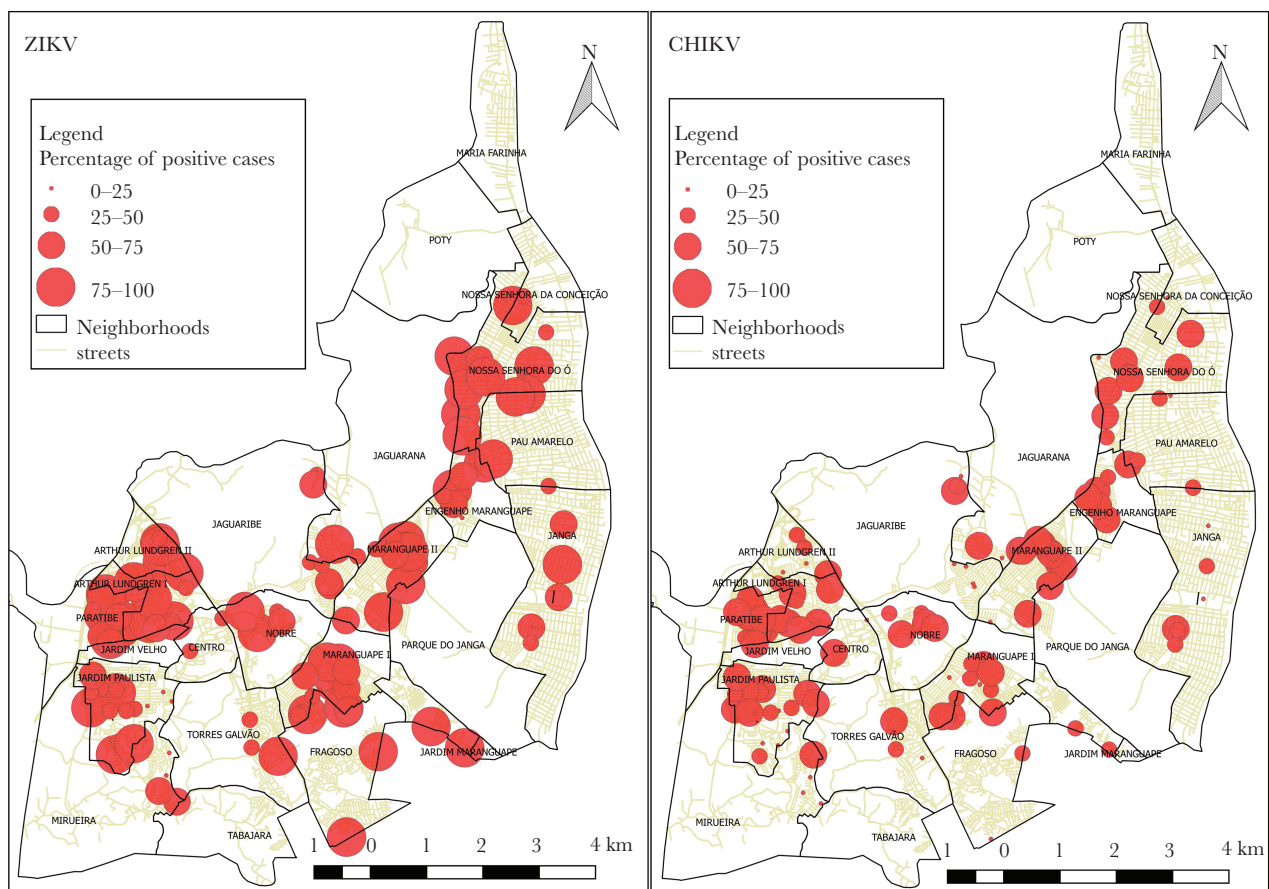 ZIKV
N
Legend
Percentage of positive cases
0–25
25–50
50–75
75–100
Neighborhoods
streets
MARIA FARINHA
POTY
NOSSA SENHORA DA CONCEIÇÃO
NOSSA SENHORA DO Ó
PAU AMARELO
JAGUARANA
ENGENHO MARANGUAPE
JAGUARIBE
JANGA
MARANGUAPE II
ARTHUR LUNDGREN II
ARTHUR LUNDGREN I
PARATIBE
NOBRE
JARDIM VELHO
CENTRO
PARQUE DO JANGA
MARANGUAPE I
JARDIM PAULISTA
TORRES GALVÃO
FRAGOSO
JARDIM MARANGUAPE
MIRUEIRA
TABAJARA
1 0 1 2 4 km
CHIKV
N
Legend
Percentage of positive cases
0–25
25–50
50–75
75–100
Neighborhoods
streets
MARIA FARINHA
POTY
NOSSA SENHORA DA CONCEIÇÃO
NOSSA SENHORA DO Ó
PAU AMARELO
JAGUARANA
ENGENHO MARANGUAPE
JAGUARIBE
JANGA
MARANGUAPE II
ARTHUR LUNDGREN II
ARTHUR LUNDGREN I
PARATIBE
NOBRE
JARDIM VELHO
CENTRO
PARQUE DO JANGA
MARANGUAPE I
JARDIM PAULISTA
TORRES GALVÃO
FRAGOSO
JARDIM MARANGUAPE
MIRUEIRA
TABAJARA
1 0 1 2 3 4 km